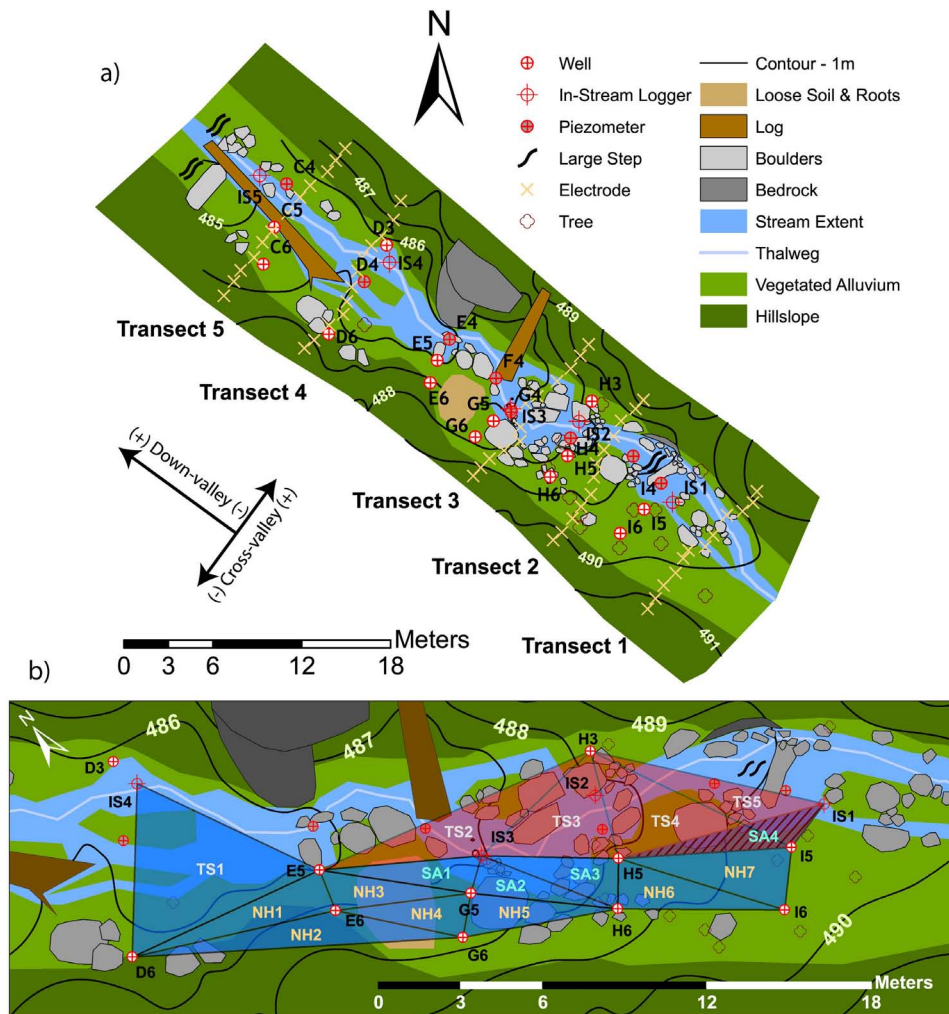 a)
N
Well
In-Stream Logger
Piezometer
Large Step
Electrode
Tree
Contour - 1m
Loose Soil & Roots
Log
Boulders
Bedrock
Stream Extent
Thalweg
Vegetated Alluvium
Hillslope
C4
487
IS5
C5
D3
486
485
C6
IS4
D4
489
E4
D6
Transect 5
E5
F4
H3
E6
G4
Transect 4
G5
IS3
488
G6
IS2
H4
H5
(+) Down-valley (-)
Transect 3
H6
I4
IS1
(-) Cross-valley (+)
I6
I5
490
Transect 2
491
Transect 1
Meters
0 3 6 12 18
b)
N
486
487
488
489
H3
D3
IS4
IS2
TS5
IS1
TS2
TS3
TS4
IS3
SA4
TS1
E5
SA1
SA3
H5
I5
NH3
SA2
NH7
G5
NH6
NH1
E6
NH4
NH5
H6
I6
NH2
G6
490
D6
Meters
0 3 6 12 18